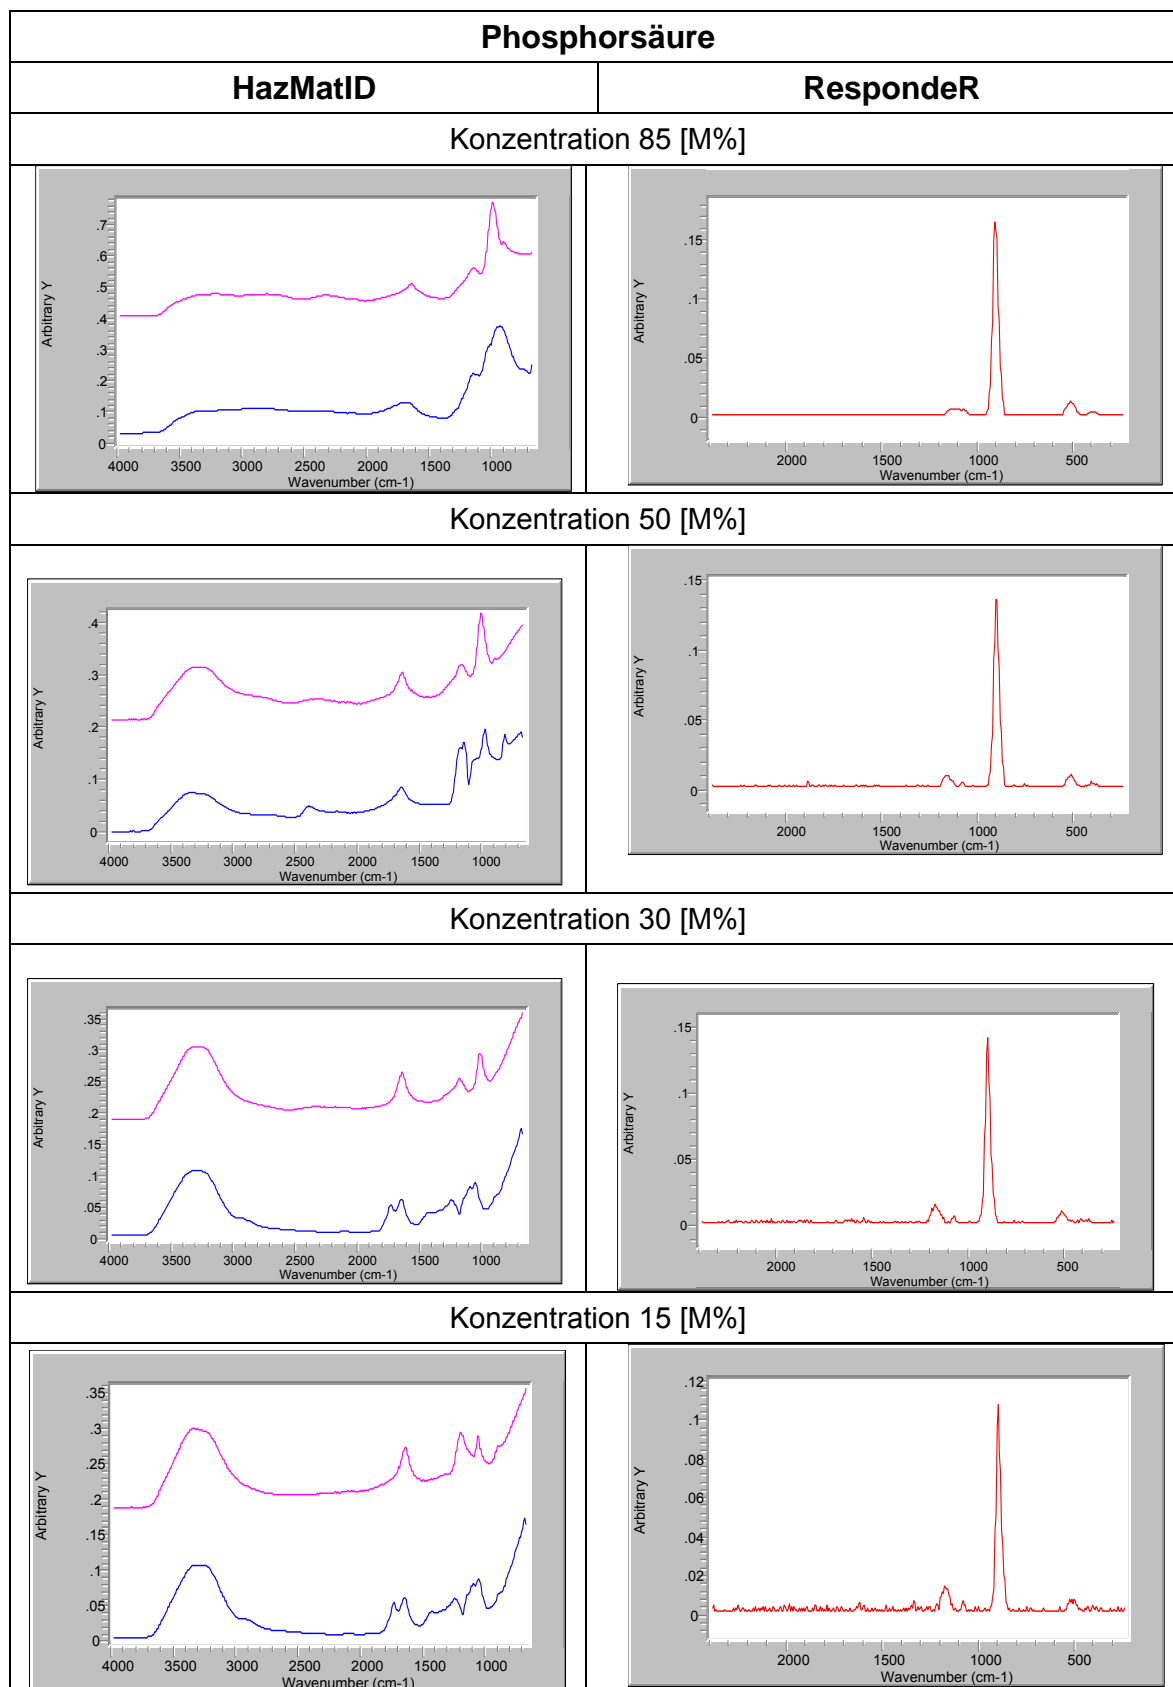 Phosphorsäure
HazMatID
RespondeR
Konzentration 85 [M%]
Arbitrary Y
.7
.6
.5
.4
.3
.2
.1
0
4000 3500 3000 2500 2000 1500 1000
Wavenumber (cm-1)
Arbitrary Y
.15
.1
.05
0
2000 1500 1000 500
Wavenumber (cm-1)
Konzentration 50 [M%]
Arbitrary Y
.4
.3
.2
.1
0
4000 3500 3000 2500 2000 1500 1000
Wavenumber (cm-1)
Arbitrary Y
.15
.1
.05
0
2000 1500 1000 500
Wavenumber (cm-1)
Konzentration 30 [M%]
Arbitrary Y
.35
.3
.25
.2
.15
.1
.05
0
4000 3500 3000 2500 2000 1500 1000
Wavenumber (cm-1)
Arbitrary Y
.15
.1
.05
0
2000 1500 1000 500
Wavenumber (cm-1)
Konzentration 15 [M%]
Arbitrary Y
.35
.3
.25
.2
.15
.1
.05
0
4000 3500 3000 2500 2000 1500 1000
Wavenumber (cm-1)
Arbitrary Y
.12
.1
.08
.06
.04
.02
0
2000 1500 1000 500
Wavenumber (cm-1)